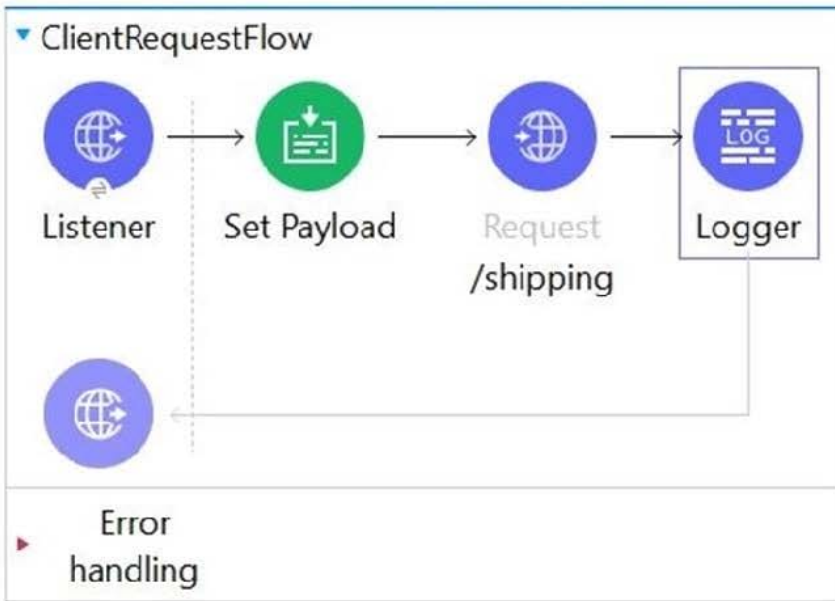 ClientRequestFlow
LOG
Listener
Set Payload
Request
Logger
/shipping
Error
handling